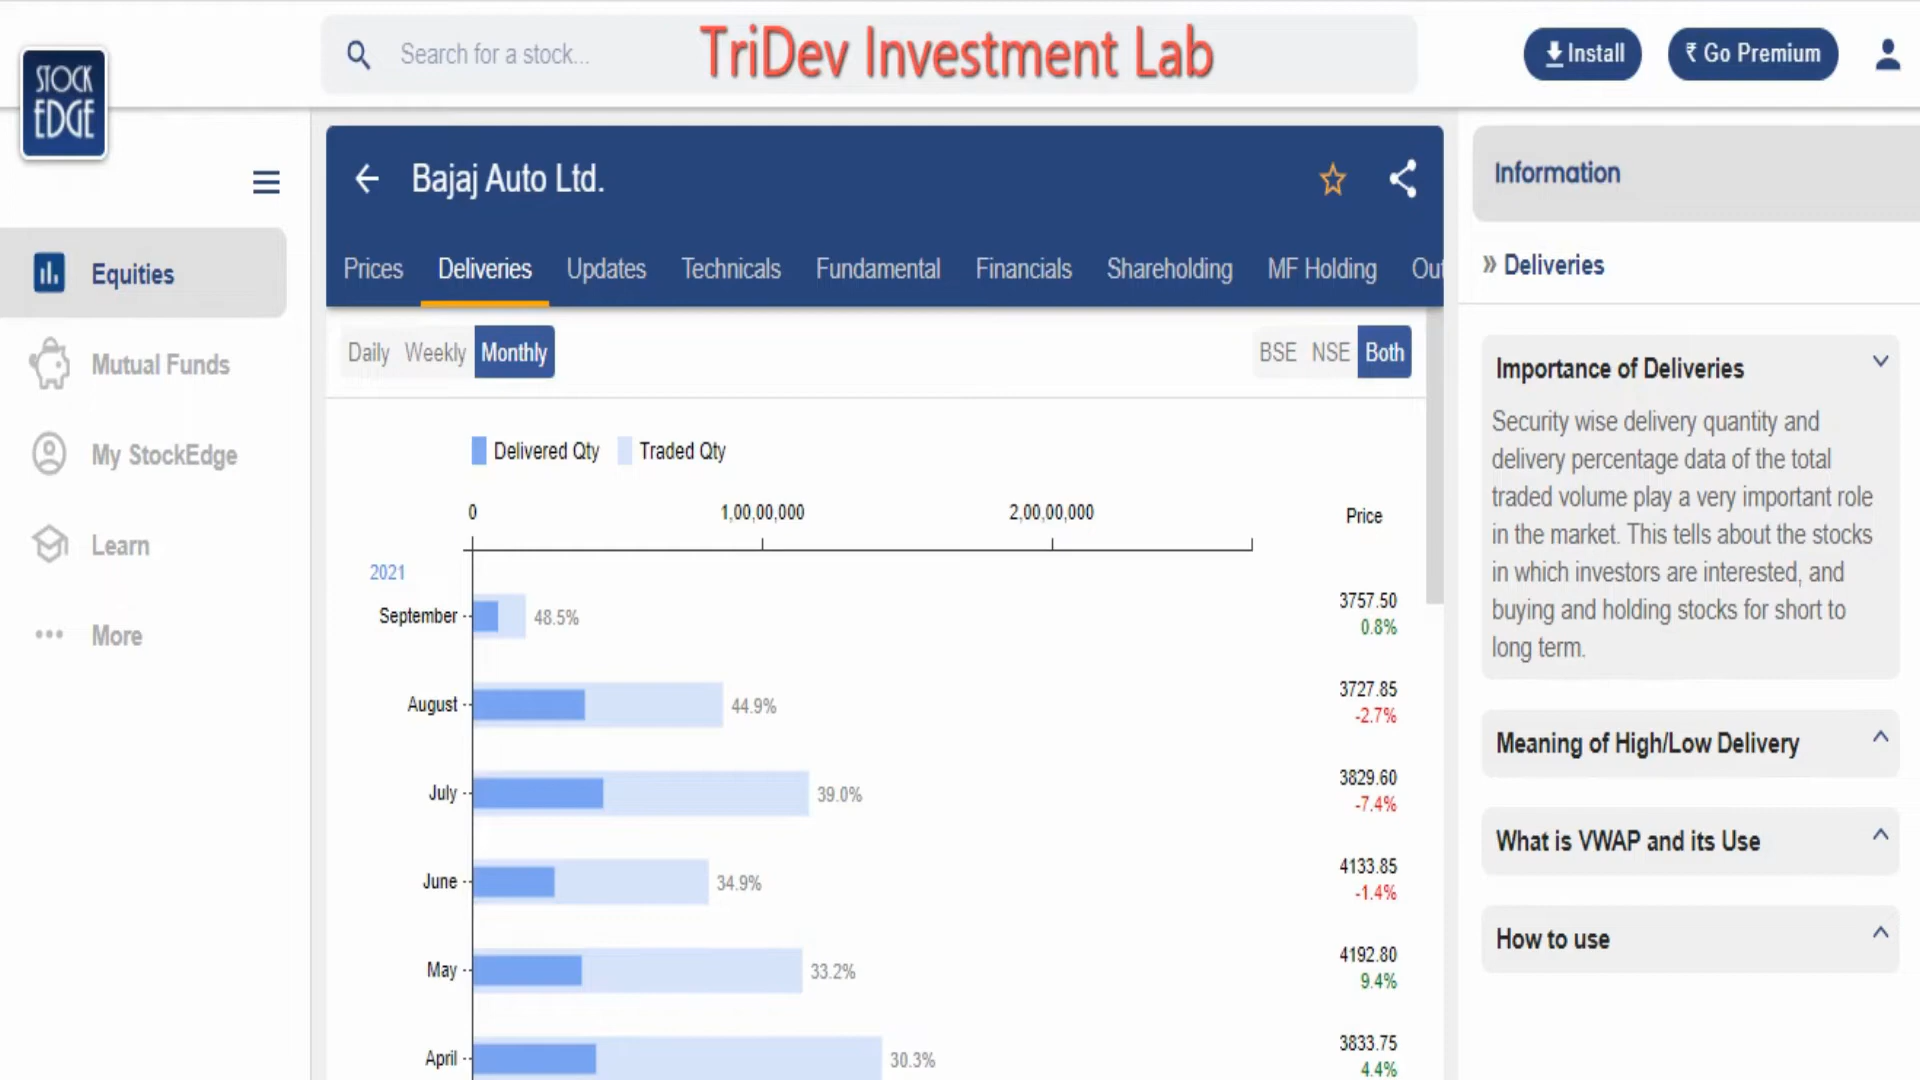 STOCK
EDGE
Search for a stock...
TriDev Investment Lab
Install
₹ Go Premium
Equities
Mutual Funds
My StockEdge
Learn
More
Bajaj Auto Ltd.
Prices Deliveries Updates Technicals Fundamental Financials Shareholding MF Holding Out
Daily Weekly Monthly
BSE NSE Both
Delivered Qty Traded Qty
0 1,00,00,000 2,00,00,000 Price
2021
September 48.5% 3757.50
0.8%
August 44.9% 3727.85
-2.7%
July 39.0% 3829.60
-7.4%
June 34.9% 4133.85
-1.4%
May 33.2% 4192.80
9.4%
April 30.3% 3833.75
4.4%
Information
» Deliveries
Importance of Deliveries
Security wise delivery quantity and
delivery percentage data of the total
traded volume play a very important role
in the market. This tells about the stocks
in which investors are interested, and
buying and holding stocks for short to
long term.
Meaning of High/Low Delivery
What is VWAP and its Use
How to use